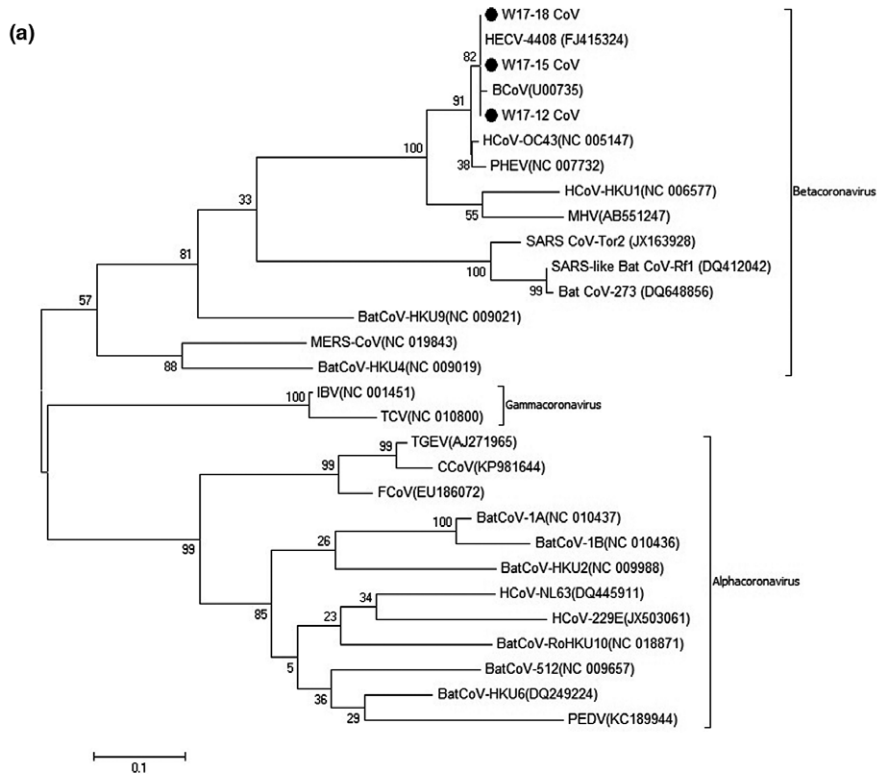 (a)
W17-18 CoV
HECV-4408 (FJ415324)
82
W17-15 CoV
BCoV(U00735)
91
W17-12 CoV
HCoV-OC43(NC 005147)
100
38
PHEV(NC 007732)
HCoV-HKU1(NC 006577)
Betacoronavirus
33
55
MHV(AB551247)
SARS CoV-Tor2 (JX163928)
81
100
SARS-like Bat CoV-Rf1 (DQ412042)
99
Bat CoV-273 (DQ648856)
57
BatCoV-HKU9(NC 009021)
MERS-CoV(NC 019843)
88
BatCoV-HKU4(NC 009019)
100
IBV(NC 001451)
Gammacoronavirus
TCV(NC 010800)
99
TGEV(AJ271965)
99
CCoV(KP981644)
FCoV(EU186072)
99
100
BatCoV-1A(NC 010437)
26
BatCoV-1B(NC 010436)
BatCoV-HKU2(NC 009988)
Alphacoronavirus
85
34
HCoV-NL63(DQ445911)
23
HCoV-229E(JX503061)
BatCoV-RoHKU10(NC 018871)
5
BatCoV-512(NC 009657)
36
BatCoV-HKU6(DQ249224)
29
PEDV(KC189944)
0.1